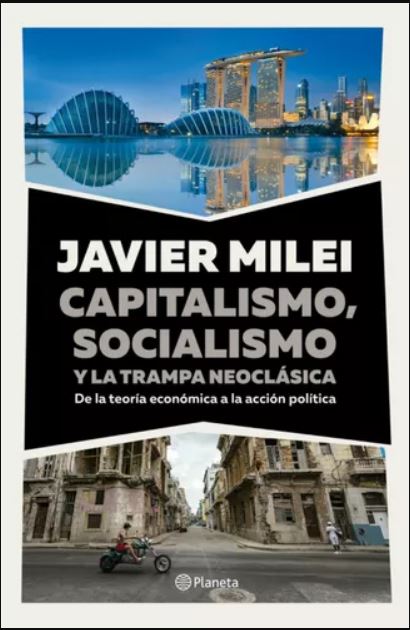 JAVIER MILEI
CAPITALISMO,
SOCIALISMO
Y LA TRAMPA NEOCLÁSICA
De la teoría económica a la acción política
Planeta